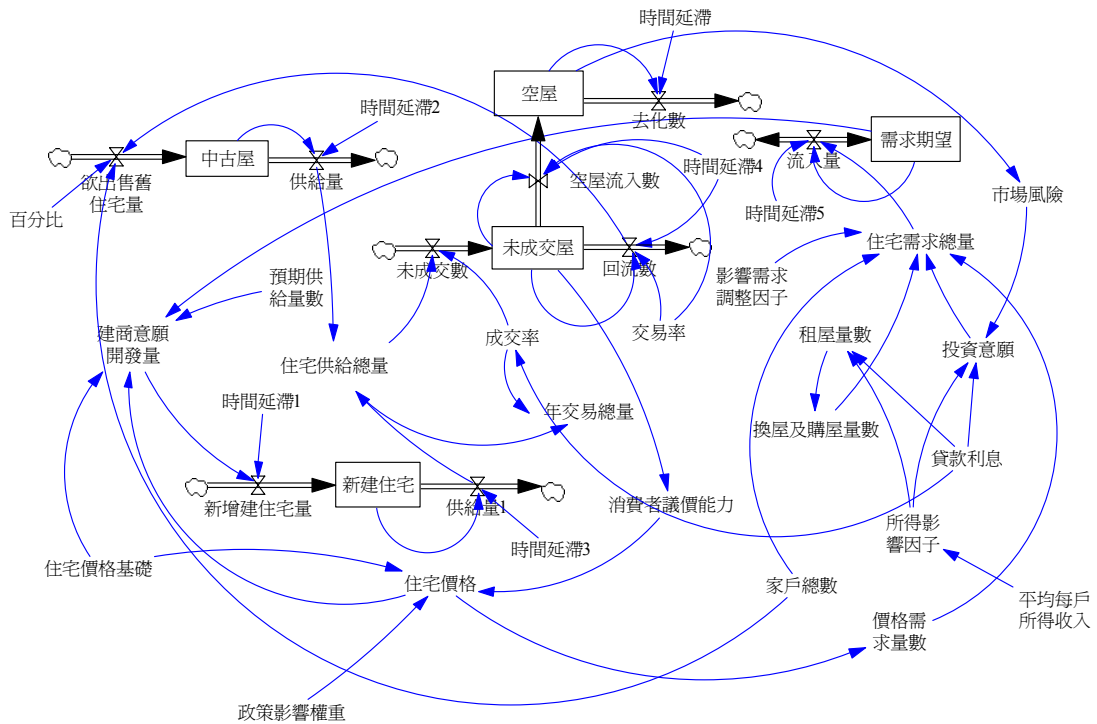 時間延滯
空屋
去化數
時間延滯2
中古屋
供給量
欲出售舊
住宅量
百分比
需求期望
流入量
時間延滯4
空屋流入數
時間延滯5
市場風險
未成交屋
未成交數
回流數
住宅需求總量
影響需求
調整因子
預期供
給量數
建商意願
開發量
成交率
交易率
租屋量數
投資意願
住宅供給總量
時間延滯1
年交易總量
換屋及購屋量數
貸款利息
新建住宅
新增建住宅量
供給量1
消費者議價能力
時間延滯3
所得影
響因子
住宅價格基礎
住宅價格
家戶總數
平均每戶
所得收入
價格需
求量數
政策影響權重